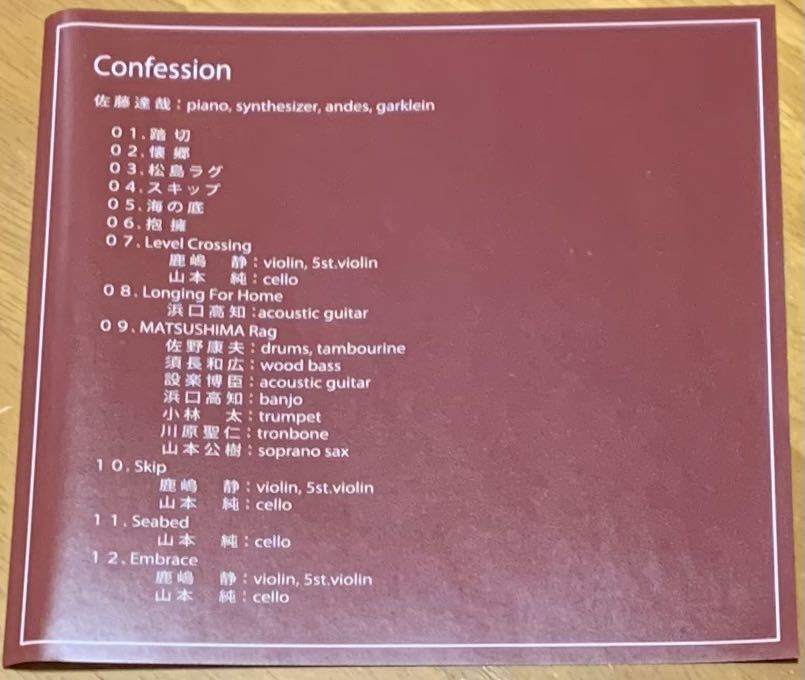 Confession
佐藤達哉：piano, synthesizer, andes, garklein
０１.踏切
０２.懐郷
０３.松島ラグ
０４.スキップ
０５.海の底
０６.抱擁
０７.Level Crossing
鹿嶋　静：violin, 5st.violin
山本　純：cello
０８.Longing For Home
浜口高知：acoustic guitar
０９.MATSUSHIMA Rag
佐野康夫：drums, tambourine
須長和広：wood bass
設楽博臣：acoustic guitar
浜口高知：banjo
小林　太：trumpet
川原聖仁：tronbone
山本公樹：soprano sax
１０.Skip
鹿嶋　静：violin, 5st.violin
山本　純：cello
１１.Seabed
山本　純：cello
１２.Embrace
鹿嶋　静：violin, 5st.violin
山本　純：cello